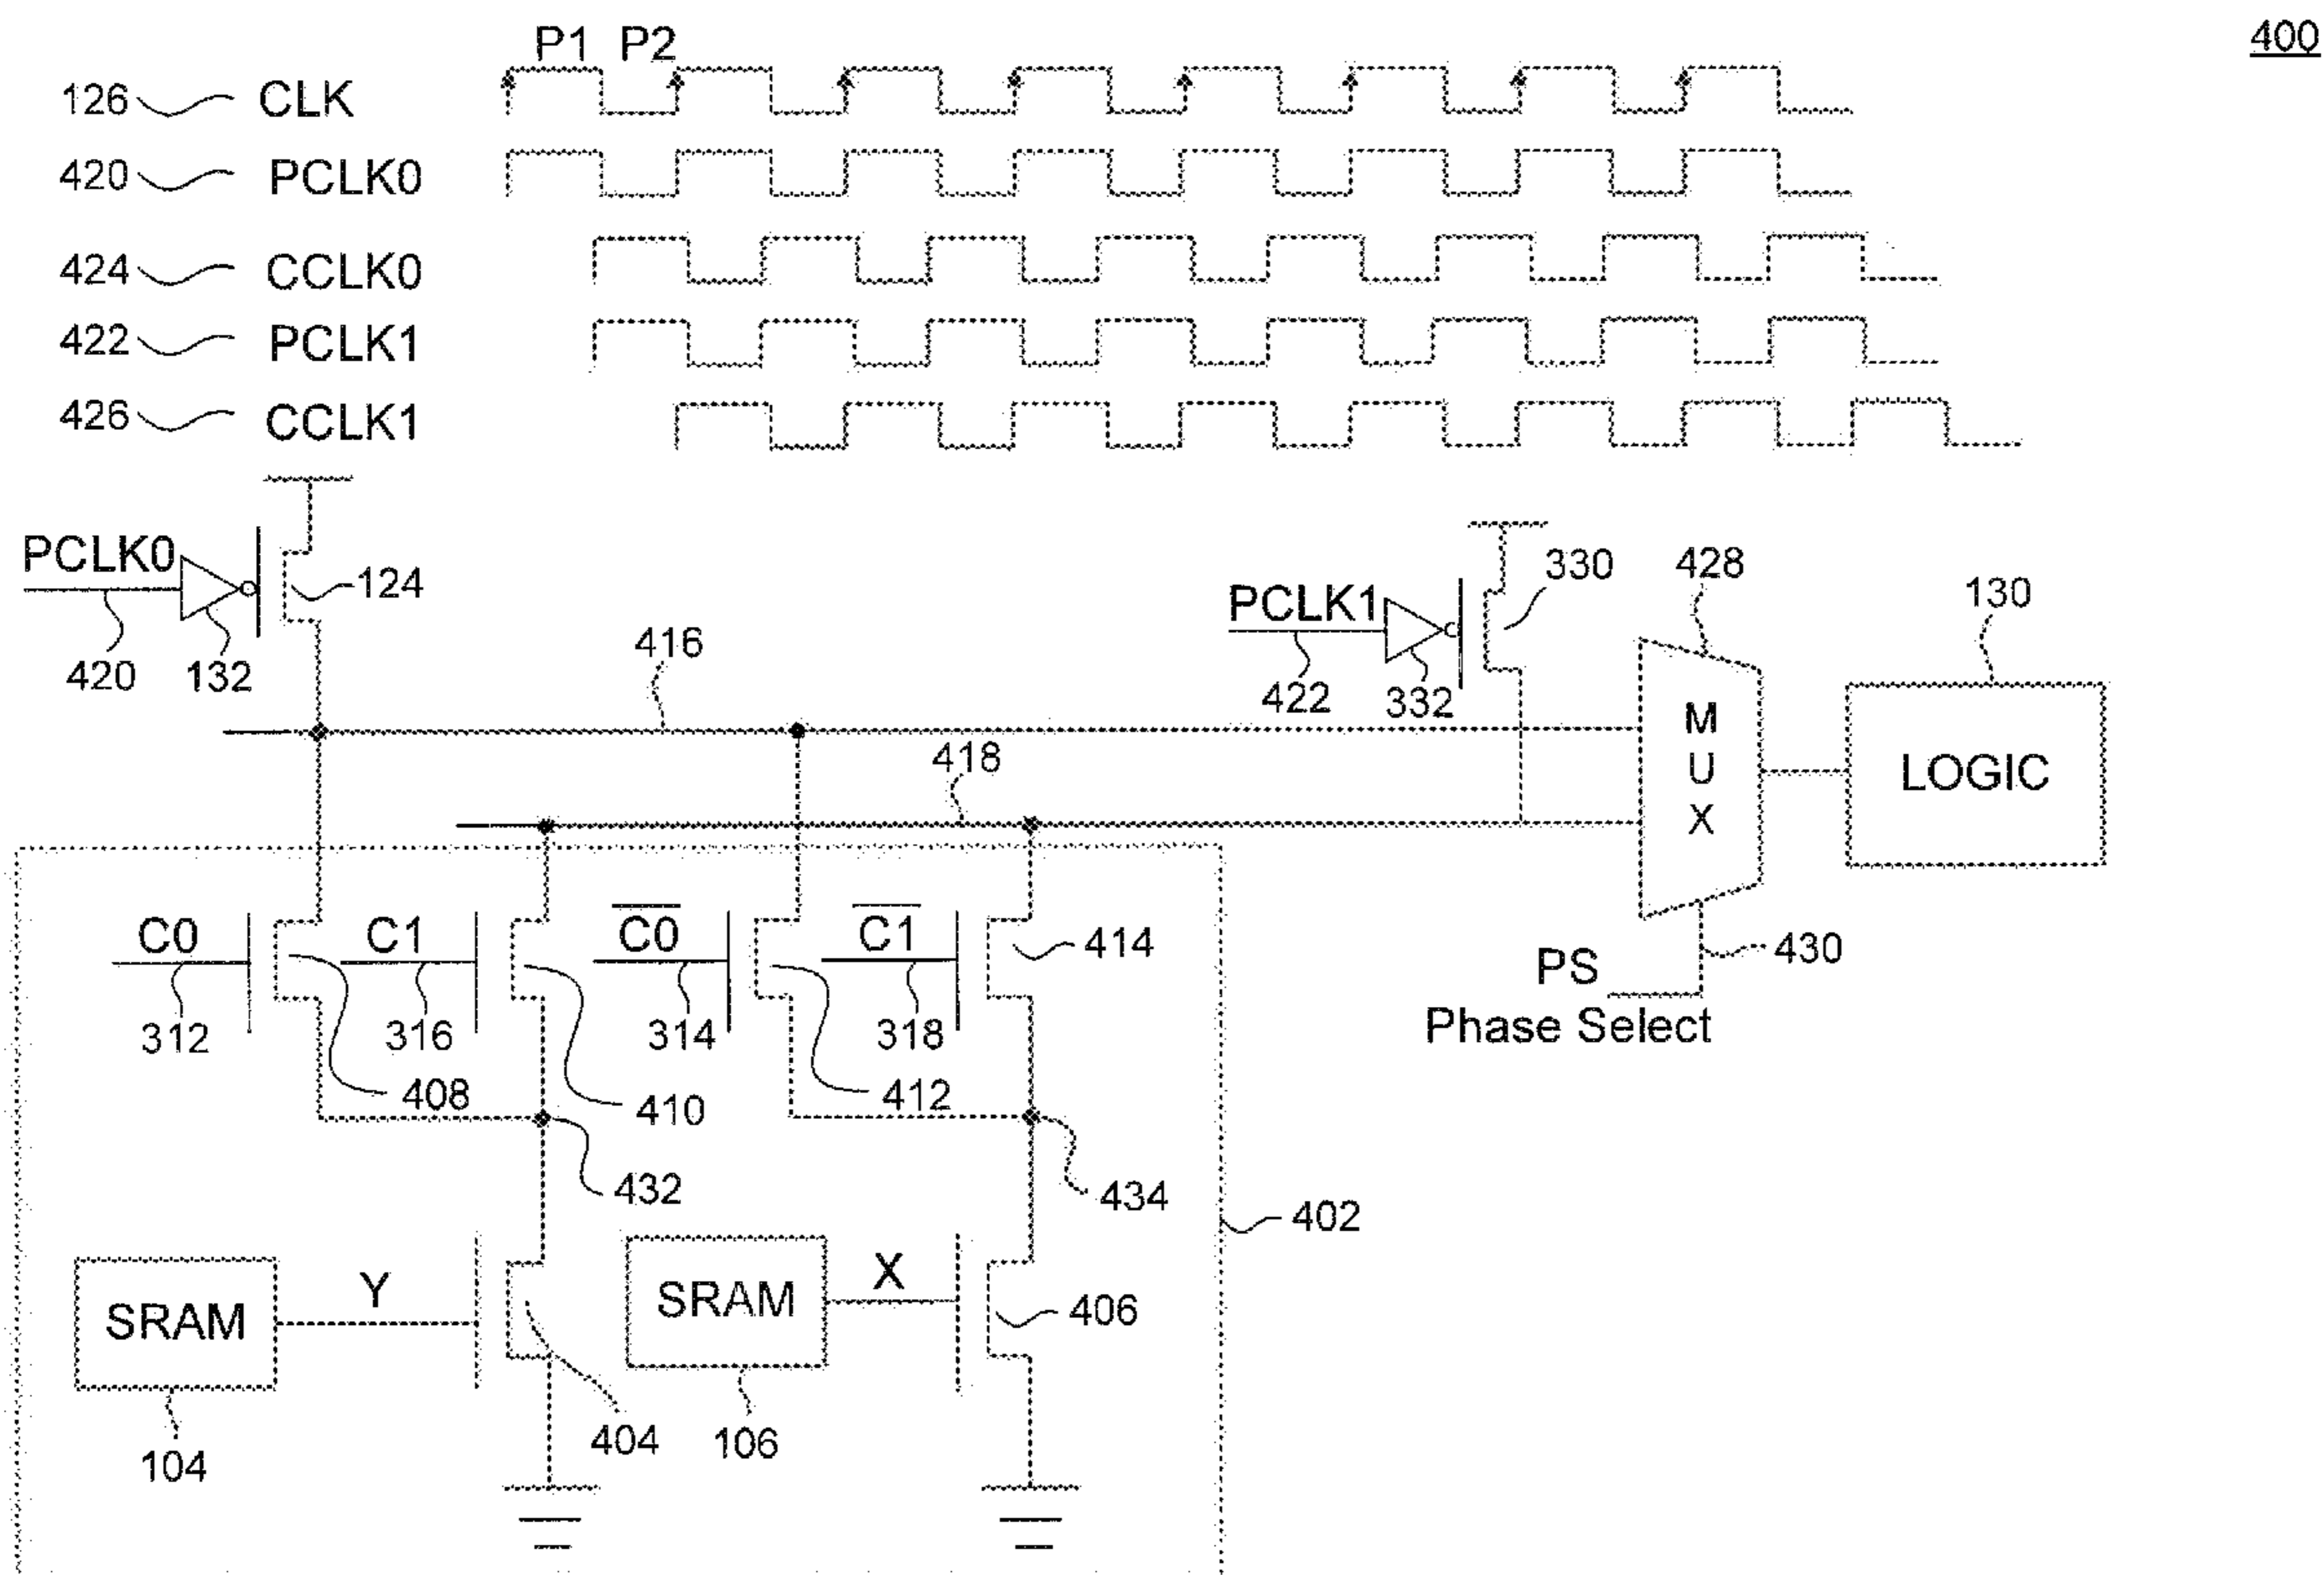 400
P1 P2
126 CLK
420 PCLK0
424 CCLK0
422 PCLK1
426 CCLK1
PCLK0
124
420 132
416
PCLK1
330
422 332
428
130
418
MUX
LOGIC
C0 C1 C0 C1
414
312 316 314 318
PS 430
Phase Select
408 410 412
432 434
402
SRAM Y
SRAM X
406
404
104 106